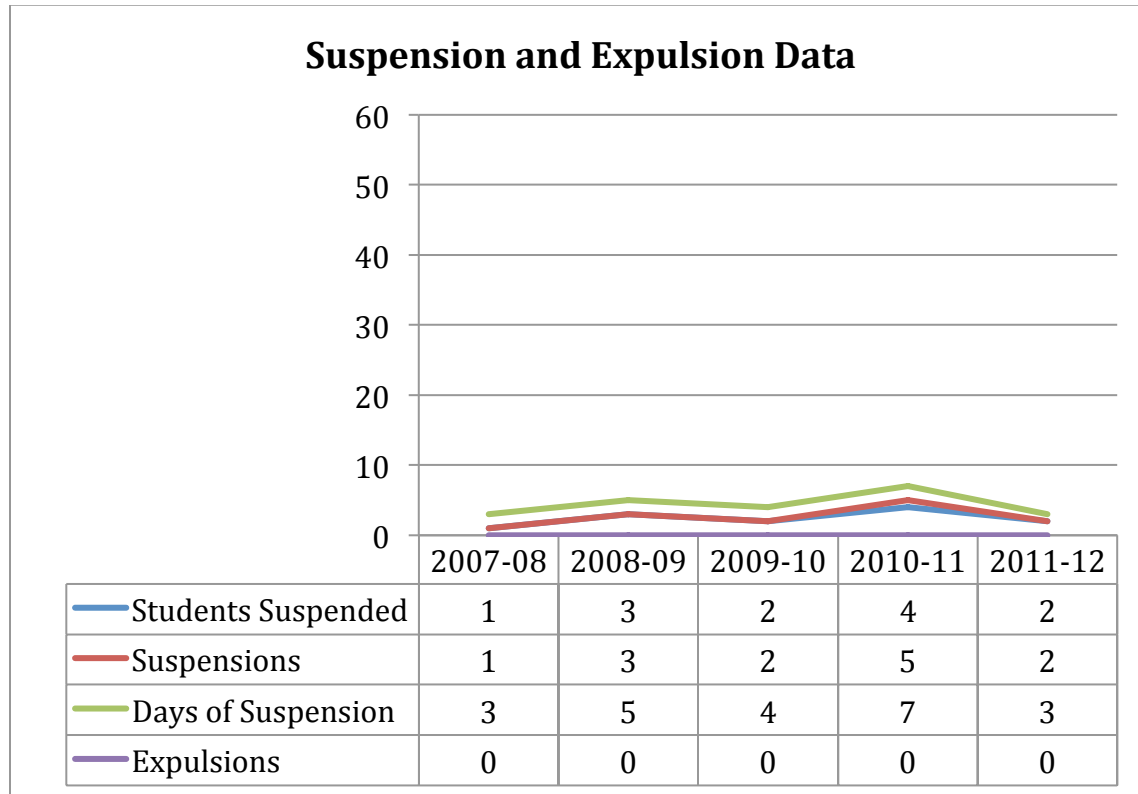 Suspension and Expulsion Data
60
50
40
30
20
10
0
2007-08 2008-09 2009-10 2010-11 2011-12
Students Suspended 1 3 2 4 2
Suspensions 1 3 2 5 2
Days of Suspension 3 5 4 7 3
Expulsions 0 0 0 0 0